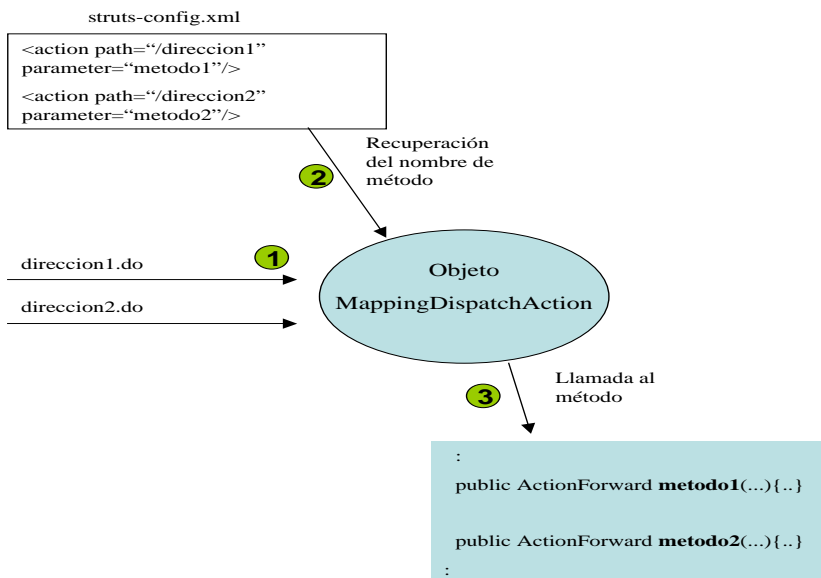 struts-config.xml
<action path=“/direccion1”
parameter=“metodo1”/>
<action path=“/direccion2”
parameter=“metodo2”/>
Recuperación
del nombre de
método
2
1
direccion1.do
direccion2.do
Objeto
MappingDispatchAction
Llamada al
método
3
:
public ActionForward metodo1(...){..}
public ActionForward metodo2(...){..}
: